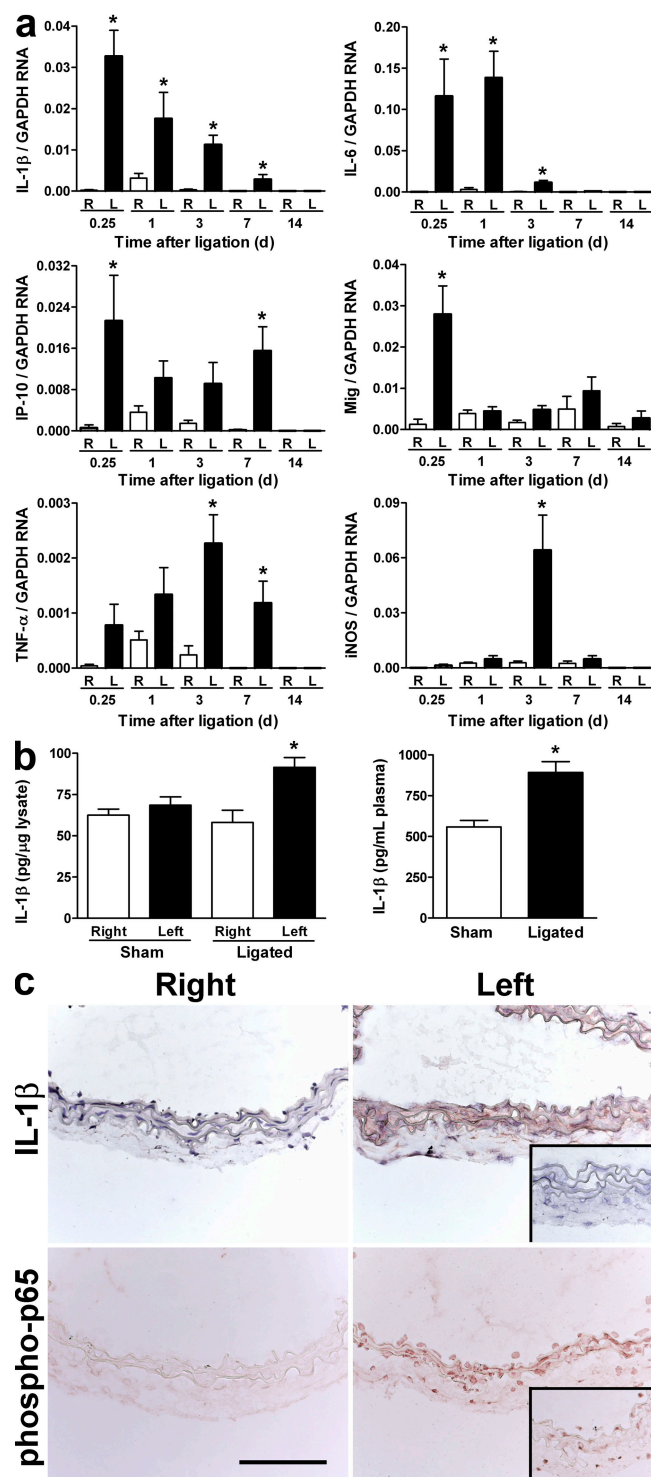 a
IL-1β / GAPDH RNA
0.04
0.03
0.02
0.01
0.00
*
*
*
*
R L R L R L R L R L
0.25 1 3 7 14
Time after ligation (d)
IL-6 / GAPDH RNA
0.20
0.15
0.10
0.05
0.00
*
*
*
R L R L R L R L R L
0.25 1 3 7 14
Time after ligation (d)
IP-10 / GAPDH RNA
0.032
0.024
0.016
0.008
0.000
*
*
R L R L R L R L R L
0.25 1 3 7 14
Time after ligation (d)
Mig / GAPDH RNA
0.04
0.03
0.02
0.01
0.00
*
R L R L R L R L R L
0.25 1 3 7 14
Time after ligation (d)
TNF-α / GAPDH RNA
0.003
0.002
0.001
0.000
*
*
R L R L R L R L R L
0.25 1 3 7 14
Time after ligation (d)
iNOS / GAPDH RNA
0.09
0.06
0.03
0.00
*
R L R L R L R L R L
0.25 1 3 7 14
Time after ligation (d)
b
IL-1β (pg/μg lysate)
100
75
50
25
0
*
Right Left Right Left
Sham Ligated
IL-1β (pg/mL plasma)
1000
750
500
250
0
*
Sham Ligated
c
Right Left
IL-1β
phospho-p65